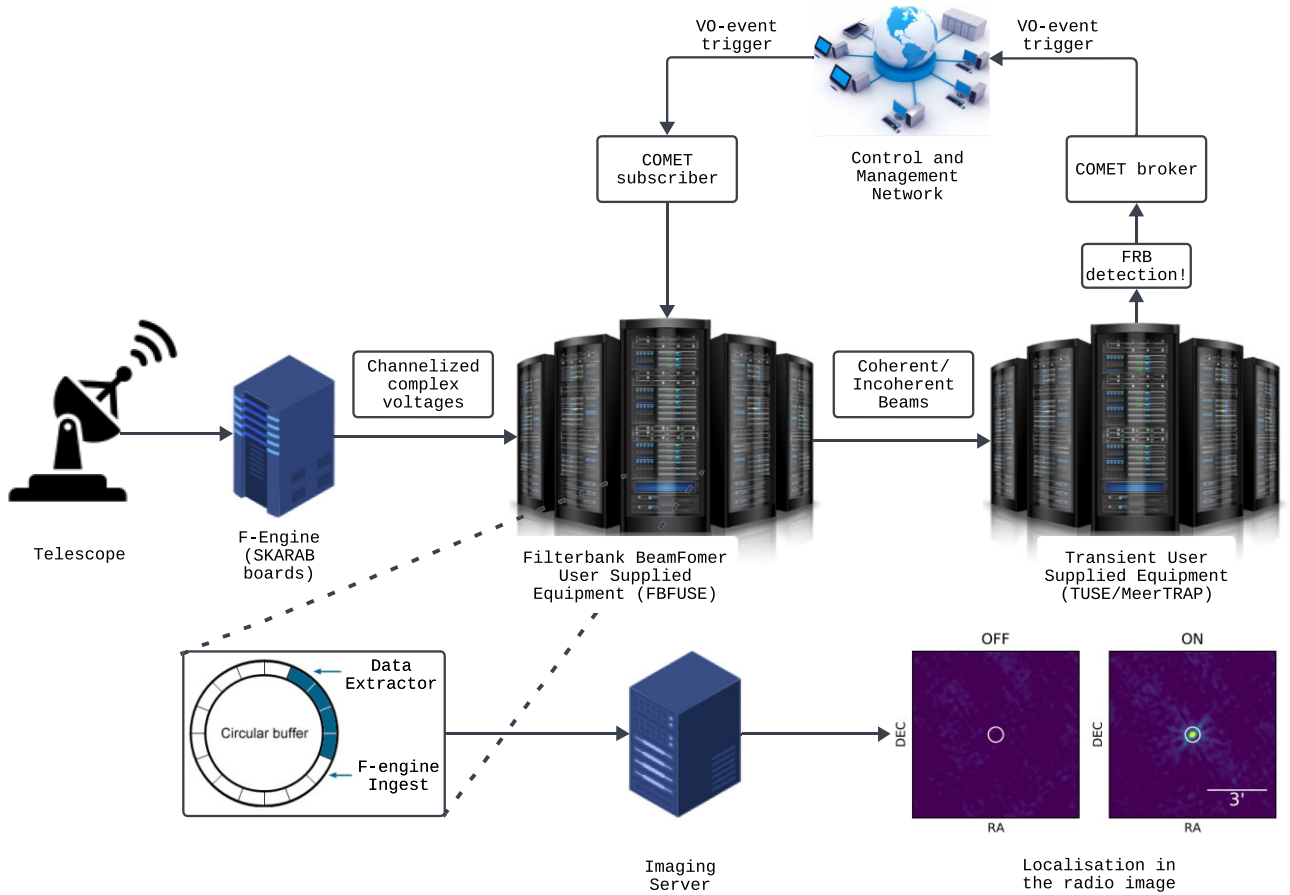 VO-event
trigger
VO-event
trigger
COMET
subscriber
Control and
Management
Network
COMET broker
FRB
detection!
Channelized
complex
voltages
Coherent/
Incoherent
Beams
Telescope
F-Engine
(SKARAB
boards)
Filterbank BeamFomer
User Supplied
Equipment (FBFUSE)
Transient User
Supplied Equipment
(TUSE/MeerTRAP)
Data
Extractor
Circular buffer
F-engine
Ingest
OFF
ON
DEC
DEC
3'
RA
RA
Imaging
Server
Localisation in
the radio image